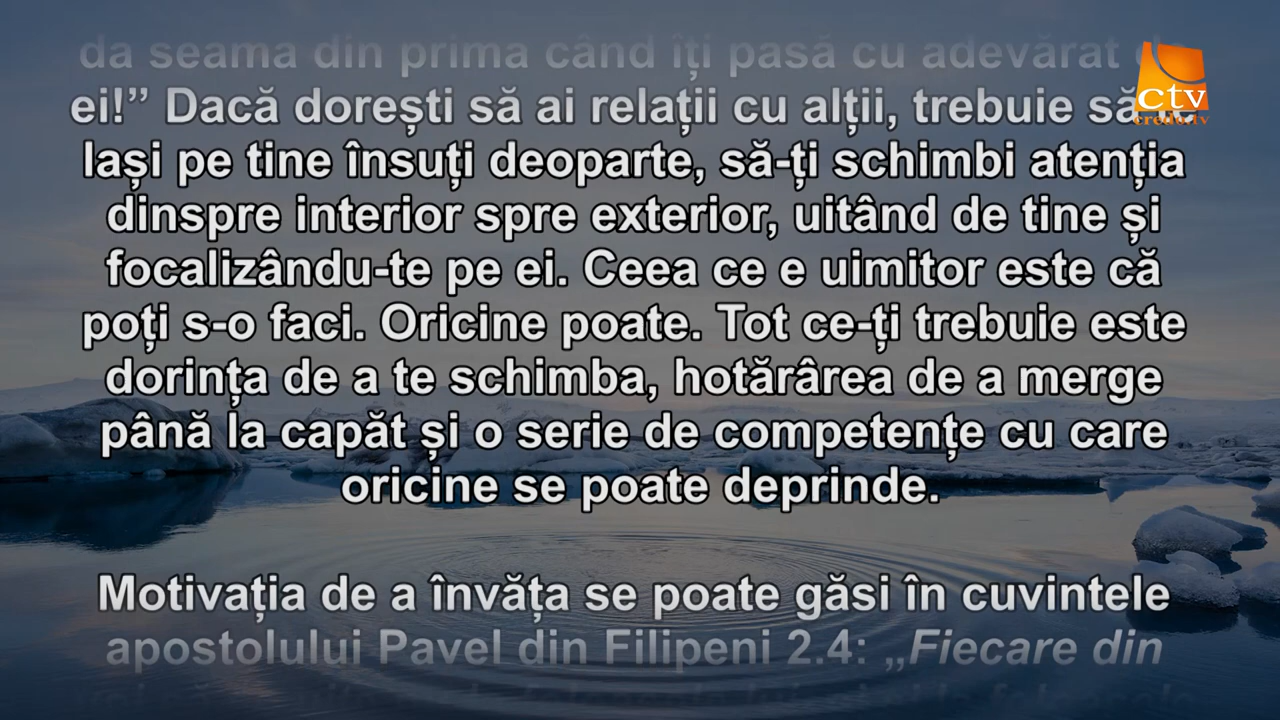 da seama din prima când îți pasă cu adevărat
ei!” Dacă dorești să ai relații cu alții, trebuie să
lași pe tine însuți deoparte, să-ți schimbi atenția
dinspre interior spre exterior, uitând de tine și
focalizându-te pe ei. Ceea ce e uimitor este că
poți s-o faci. Oricine poate. Tot ce-ți trebuie este
dorința de a te schimba, hotărârea de a merge
până la capăt și o serie de competențe cu care
oricine se poate deprinde.
Motivația de a învăța se poate găsi în cuvintele
apostolului Pavel din Filipeni 2.4: „Fiecare din
ctv
credo.tv